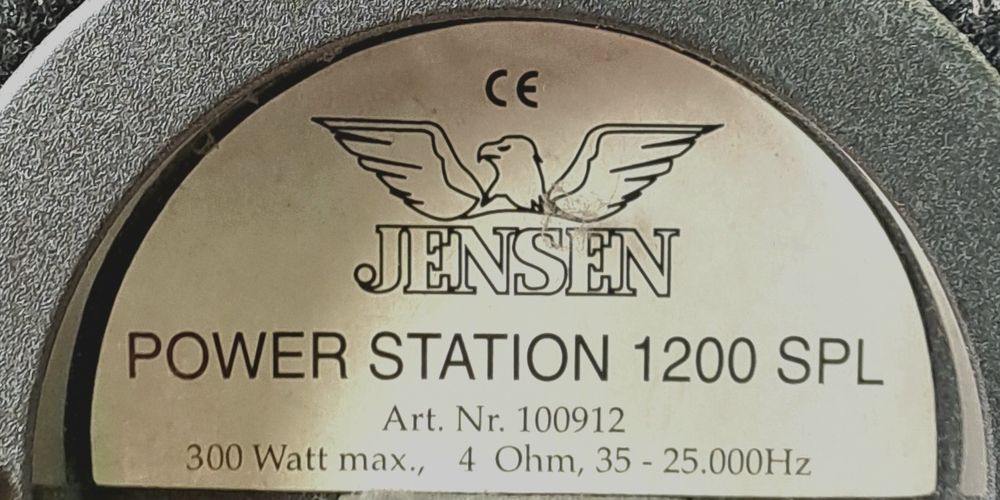 CE
JENSEN
POWER STATION 1200 SPL
Art. Nr. 100912
300 Watt max., 4 Ohm, 35 - 25.000Hz